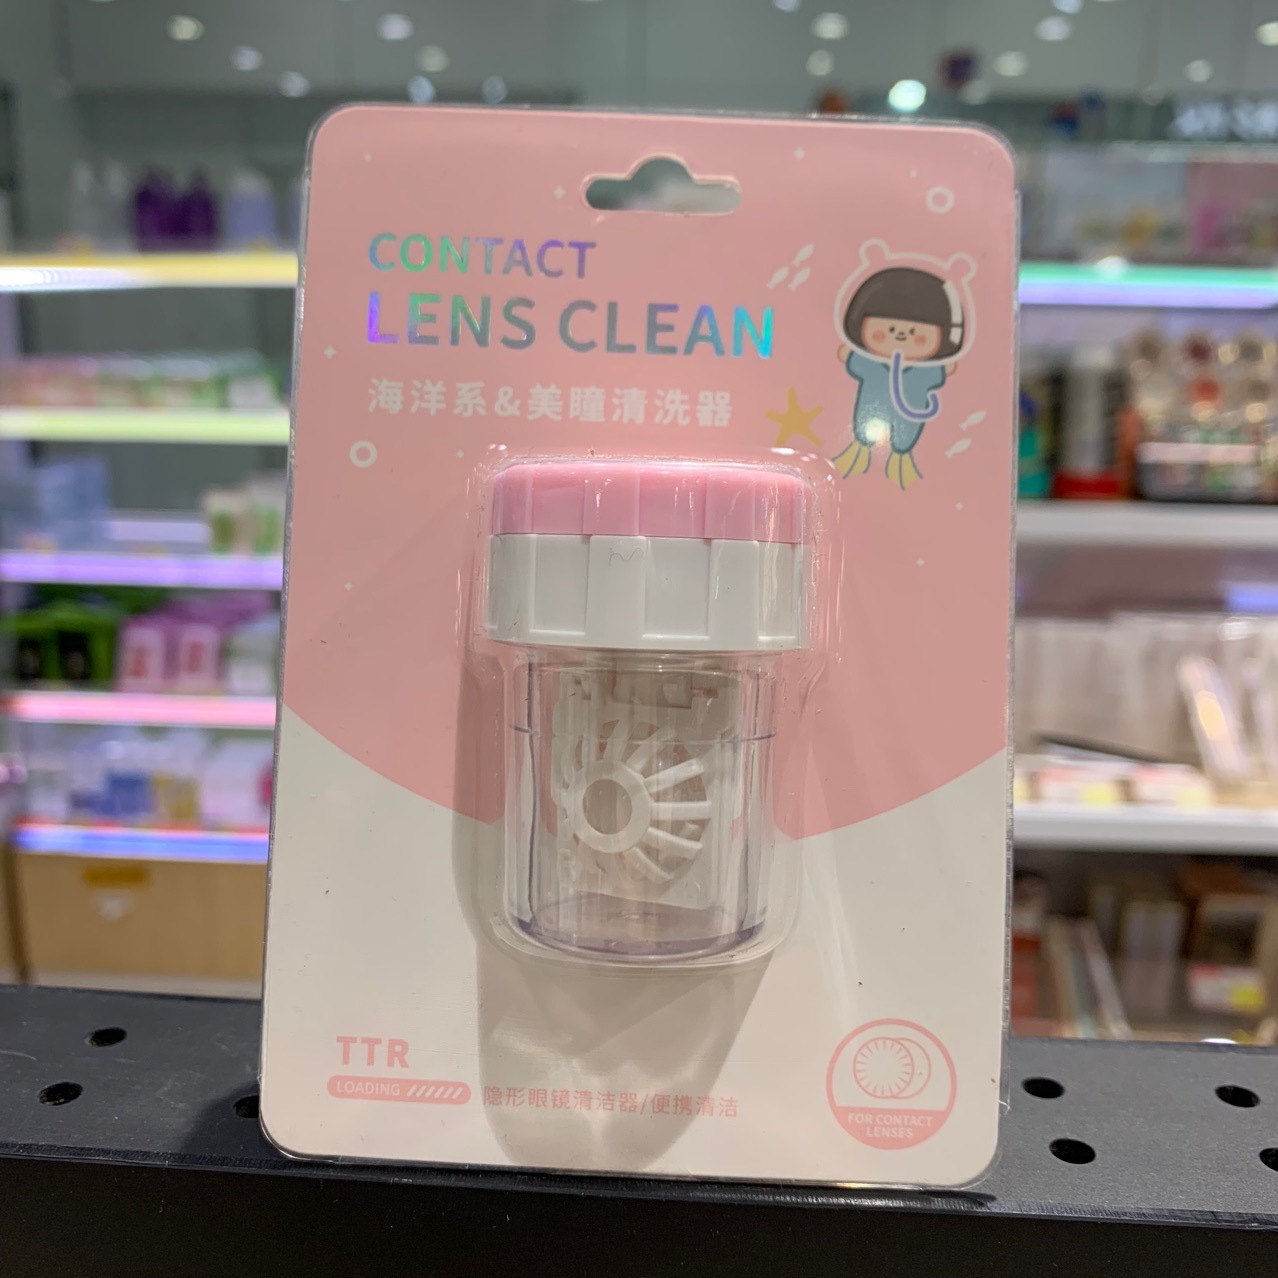 CONTACT
LENS CLEAN
海洋系&美瞳清洗器
TTR
LOADING
隐形眼镜清洁器/便携清洁
FOR CONTACT
LENSES